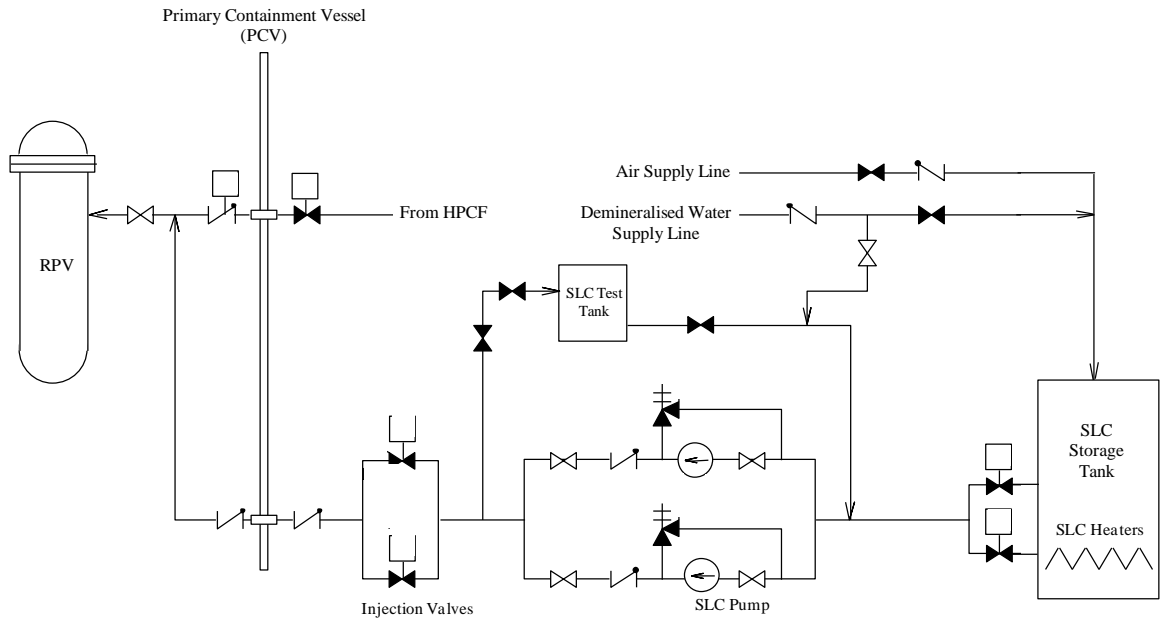 Primary Containment Vessel
(PCV)
Air Supply Line
From HPCF
Demineralised Water
Supply Line
RPV
SLC Test
Tank
SLC
Storage
Tank
SLC Heaters
Injection Valves
SLC Pump